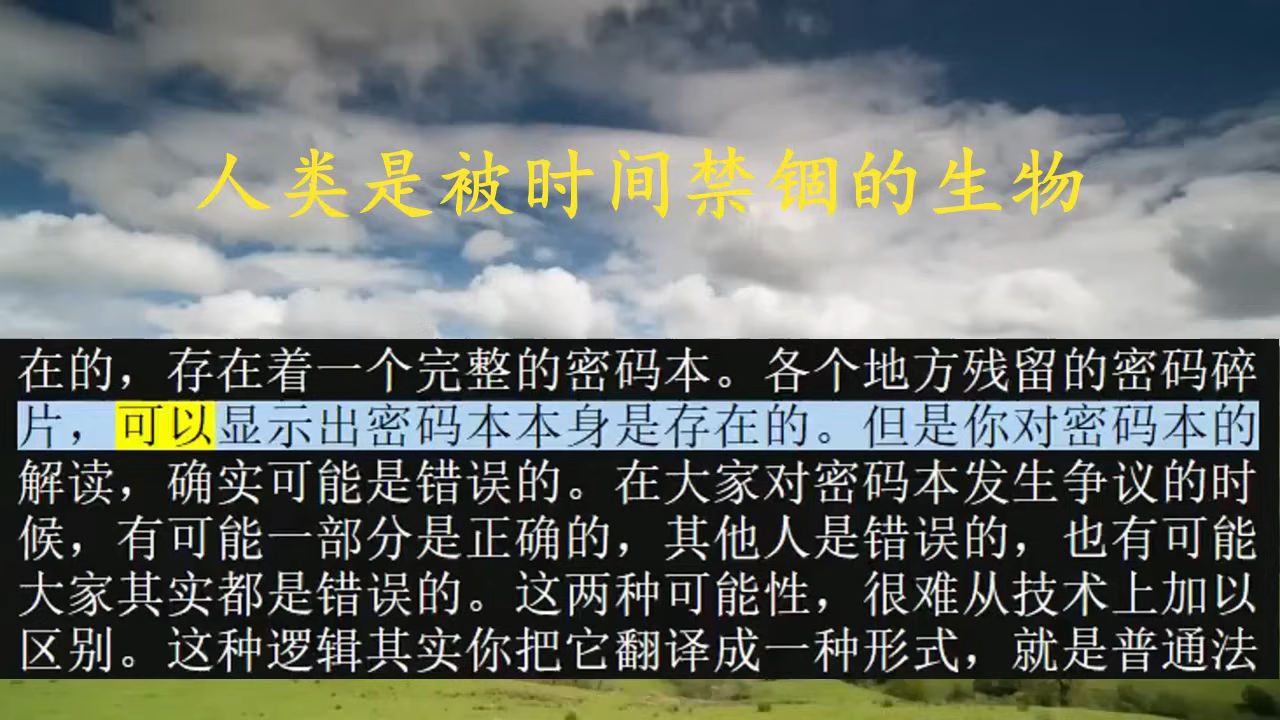 人类是被时间禁锢的生物
在的，存在着一个完整的密码本。各个地方残留的密码碎
片，可以显示出密码本本身是存在的。但是你对密码本的
解读，确实可能是错误的。在大家对密码本发生争议的时
候，有可能一部分是正确的，其他人是错误的，也有可能
大家其实都是错误的。这两种可能性，很难从技术上加以
区别。这种逻辑其实你把它翻译成一种形式，就是普通法